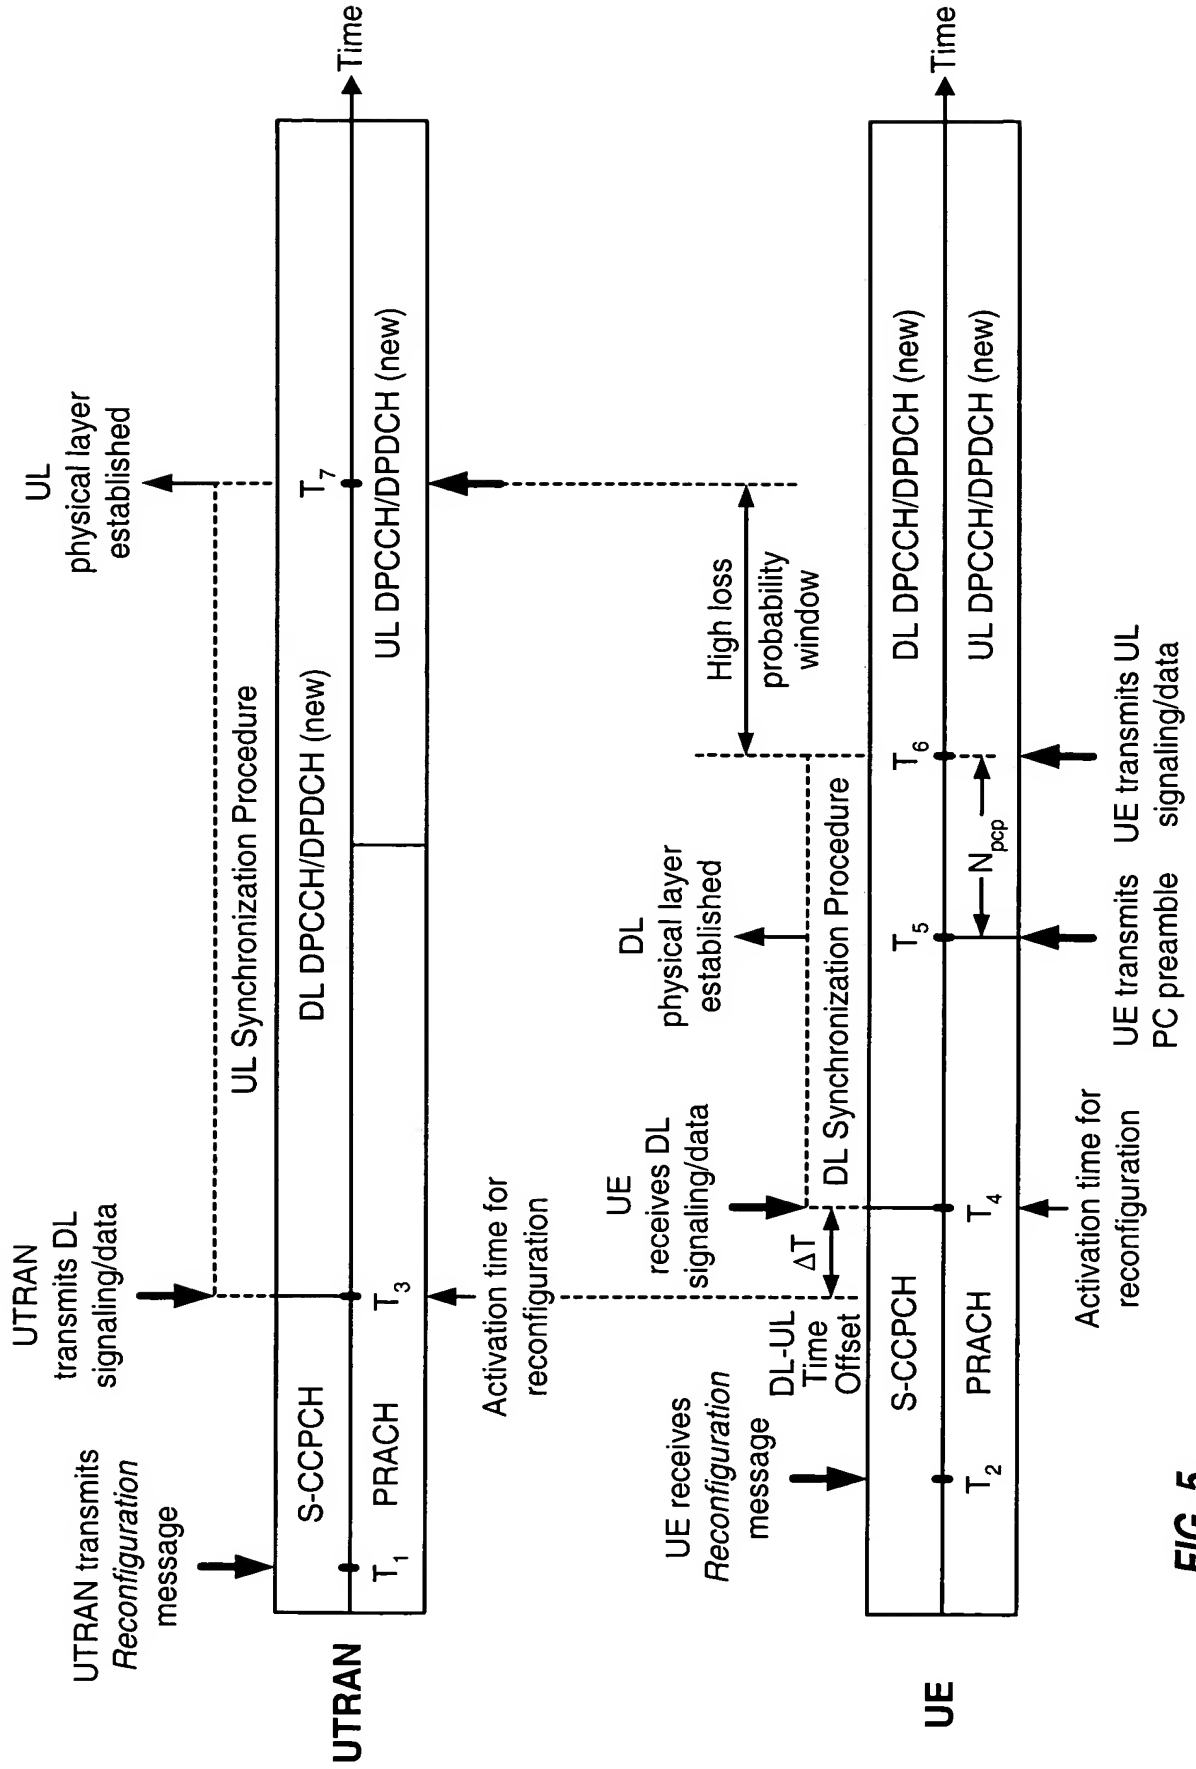 UTRAN transmits
Reconfiguration
message
UTRAN
transmits DL
signaling/data
UL
physical layer
established
UL Synchronization Procedure
UTRAN
S-CCPCH
DL DPCCH/DPDCH (new)
T7
Time
T1
PRACH
T3
UL DPCCH/DPDCH (new)
Activation time for
reconfiguration
UE receives
Reconfiguration
message
DL-UL
Time
Offset
ΔT
UE
receives DL
signaling/data
DL
physical layer
established
High loss
probability
window
DL Synchronization Procedure
UE
S-CCPCH
T5
T6
DL DPCCH/DPDCH (new)
Time
T2
PRACH
T4
Npcp
UL DPCCH/DPDCH (new)
Activation time for
reconfiguration
UE transmits
PC preamble
UE transmits UL
signaling/data
FIG. 5